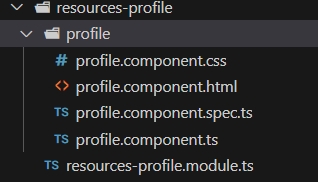 resources-profile
profile
# profile.component.css
<> profile.component.html
TS profile.component.spec.ts
TS profile.component.ts
TS resources-profile.module.ts